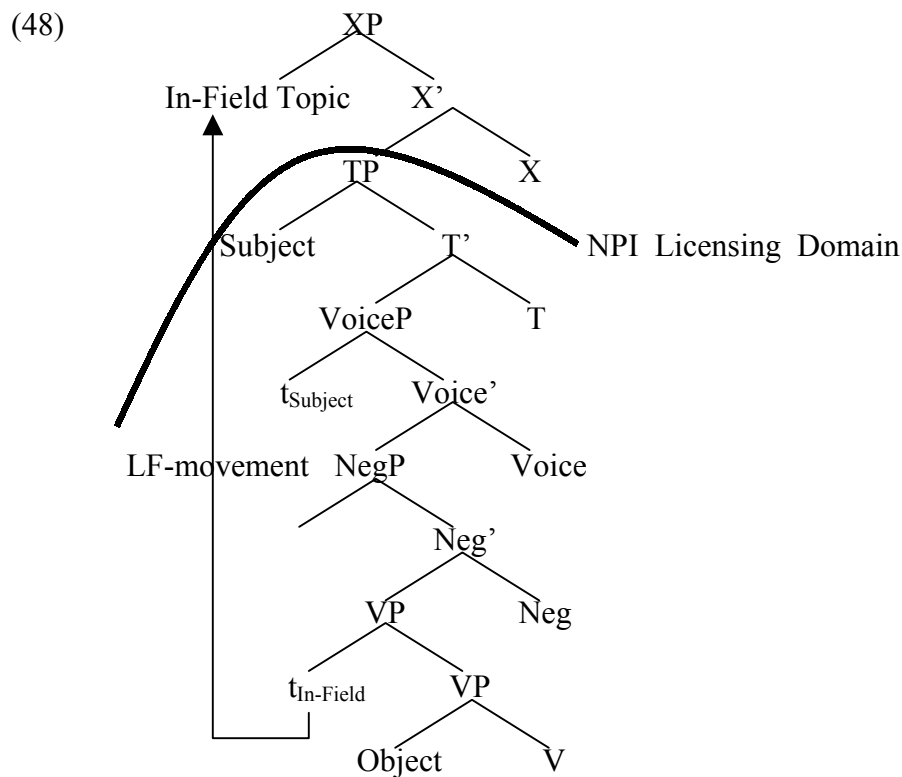 (48)
XP
In-Field Topic X’
TP X
Subject T’ NPI Licensing Domain
VoiceP T
tSubject Voice’
LF-movement NegP Voice
Neg’
VP Neg
tIn-Field VP
Object V